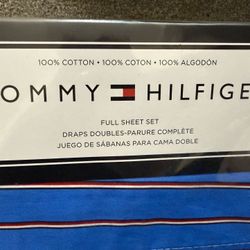 100% COTTON • 100% COTON • 100% ALGODÓN
OMMY HILFIGE
FULL SHEET SET
DRAPS DOUBLES-PARURE COMPLÈTE
JUEGO DE SÁBANAS PARA CAMA DOBLE